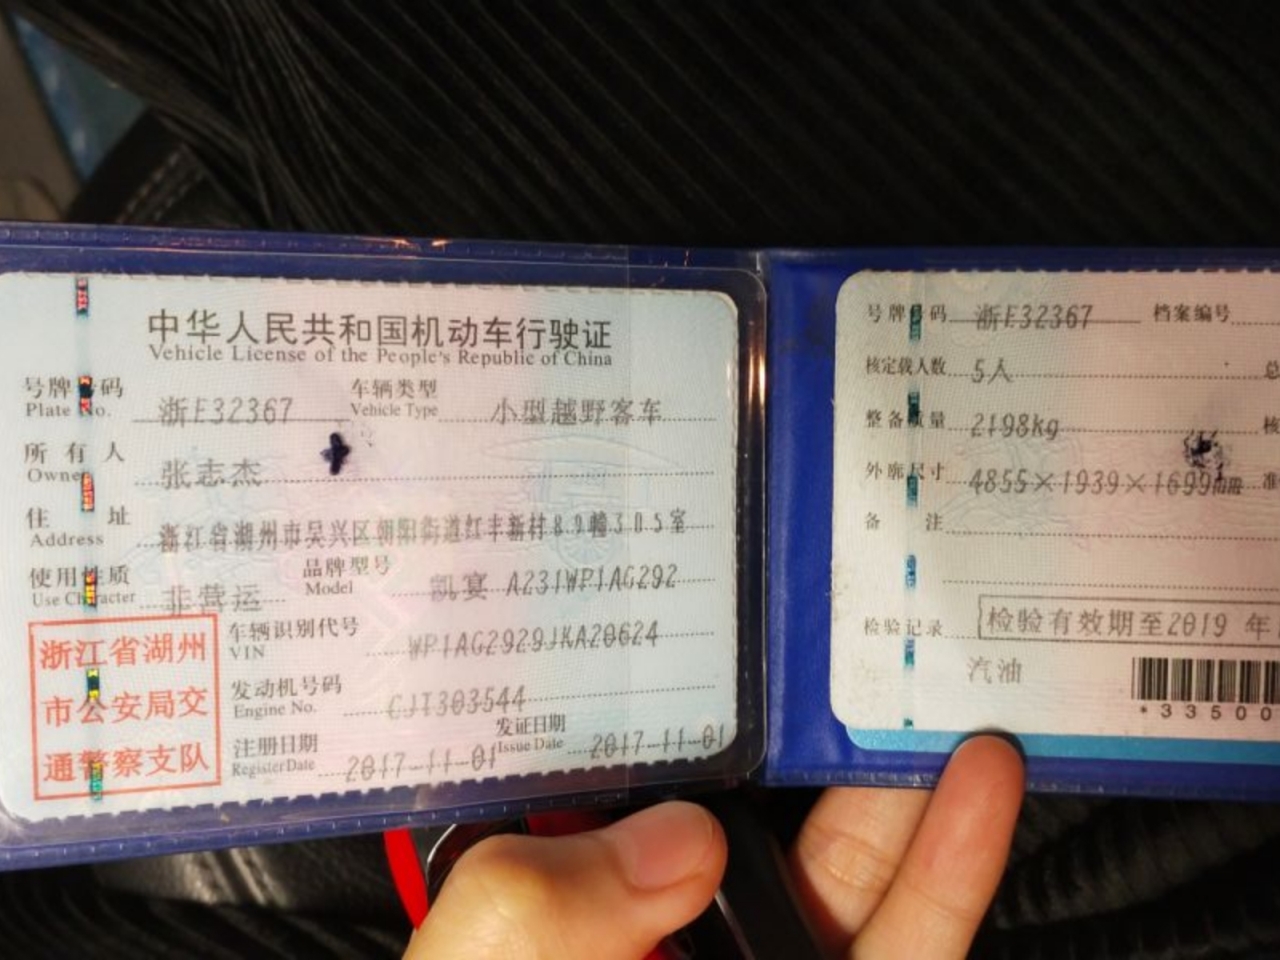 中华人民共和国机动车行驶证
Vehicle License of the People's Republic of China
号牌号码 浙E32367 车辆类型 小型越野客车
Plate No. Vehicle Type
所有人 张志杰
Owner
住址 浙江省湖州市吴兴区朝阳街道红丰新村89幢305室
Address
使用性质 非营运 品牌型号 凯宴 A231WP1AG292
Use Character Model
浙江省湖州
市公安局交
通警察支队
车辆识别代号 WP1AG2929JKA20624
VIN
发动机号码 CJT303544
Engine No.
注册日期 2017-11-01 发证日期 2017-11-01
Register Date Issue Date
号牌号码 浙E32367 档案编号
核定载人数 5人 总
整备质量 2198kg 核
外廓尺寸 4855×1939×1699mm 准
备注
检验记录 检验有效期至2019 年
汽油
*33500